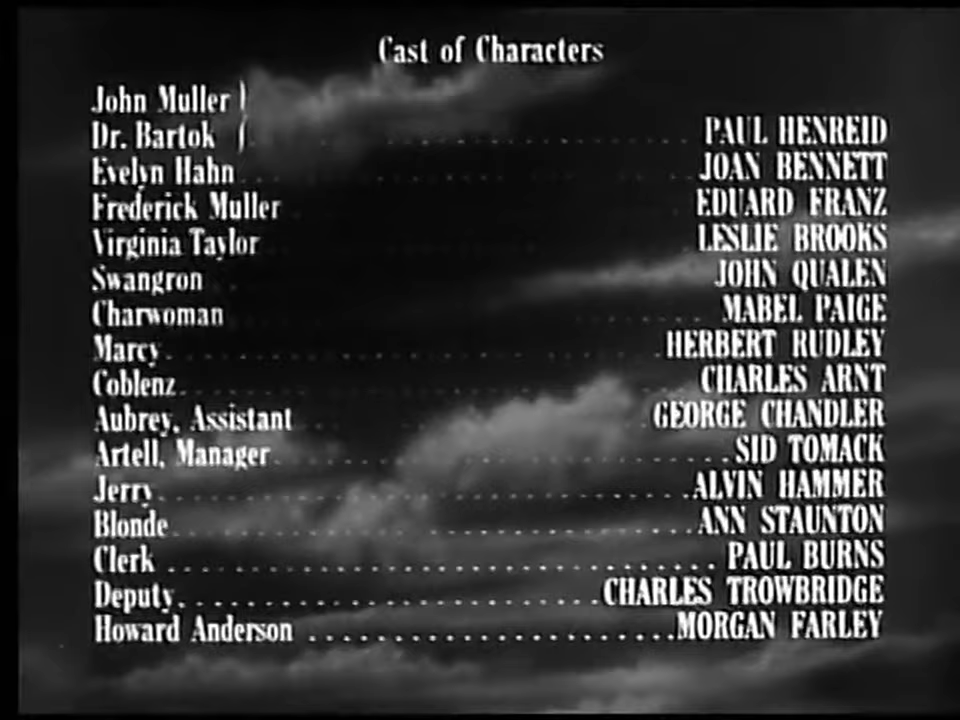 Cast of Characters
John Muller )
Dr. Bartok ( . . . . . . . . . . . . . . . . . . . . PAUL HENREID
Evelyn Hahn . . . . . . . . . . . . . . . . . . . . JOAN BENNETT
Frederick Muller EDUARD FRANZ
Virginia Taylor LESLIE BROOKS
Swangron . . JOHN QUALEN
Charwoman . . . . . . MABEL PAIGE
Marcy . . . . . . . . . . . . . . . . . . . . HERBERT RUDLEY
Coblenz . . . . . . . . . . . . . . . . . . . . CHARLES ARNT
Aubrey, Assistant . . . . GEORGE CHANDLER
Artell, Manager . . . . . . . . . . . . . . . . . . . . SID TOMACK
Jerry . . . . . . . . . . . . . . . . . . . . . . . . . ALVIN HAMMER
Blonde . . . . . . . . . . . . . . . . . . . . . . . . . ANN STAUNTON
Clerk . . . . . . . . . . . . . . . . . . . . . . . . . . . PAUL BURNS
Deputy . . . . . . . . . . . . . . . . . . . . . CHARLES TROWBRIDGE
Howard Anderson . . . . . . . . . . . . . . . . . . . MORGAN FARLEY